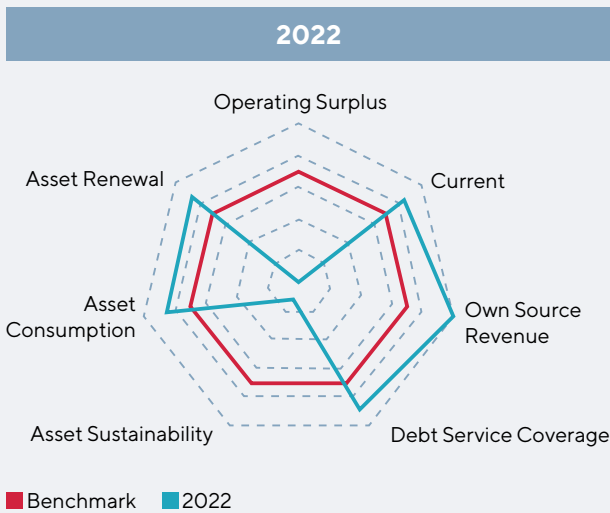 2022
Operating Surplus
Asset Renewal
Current
Asset
Consumption
Own Source
Revenue
Asset Sustainability
Debt Service Coverage
Benchmark
2022